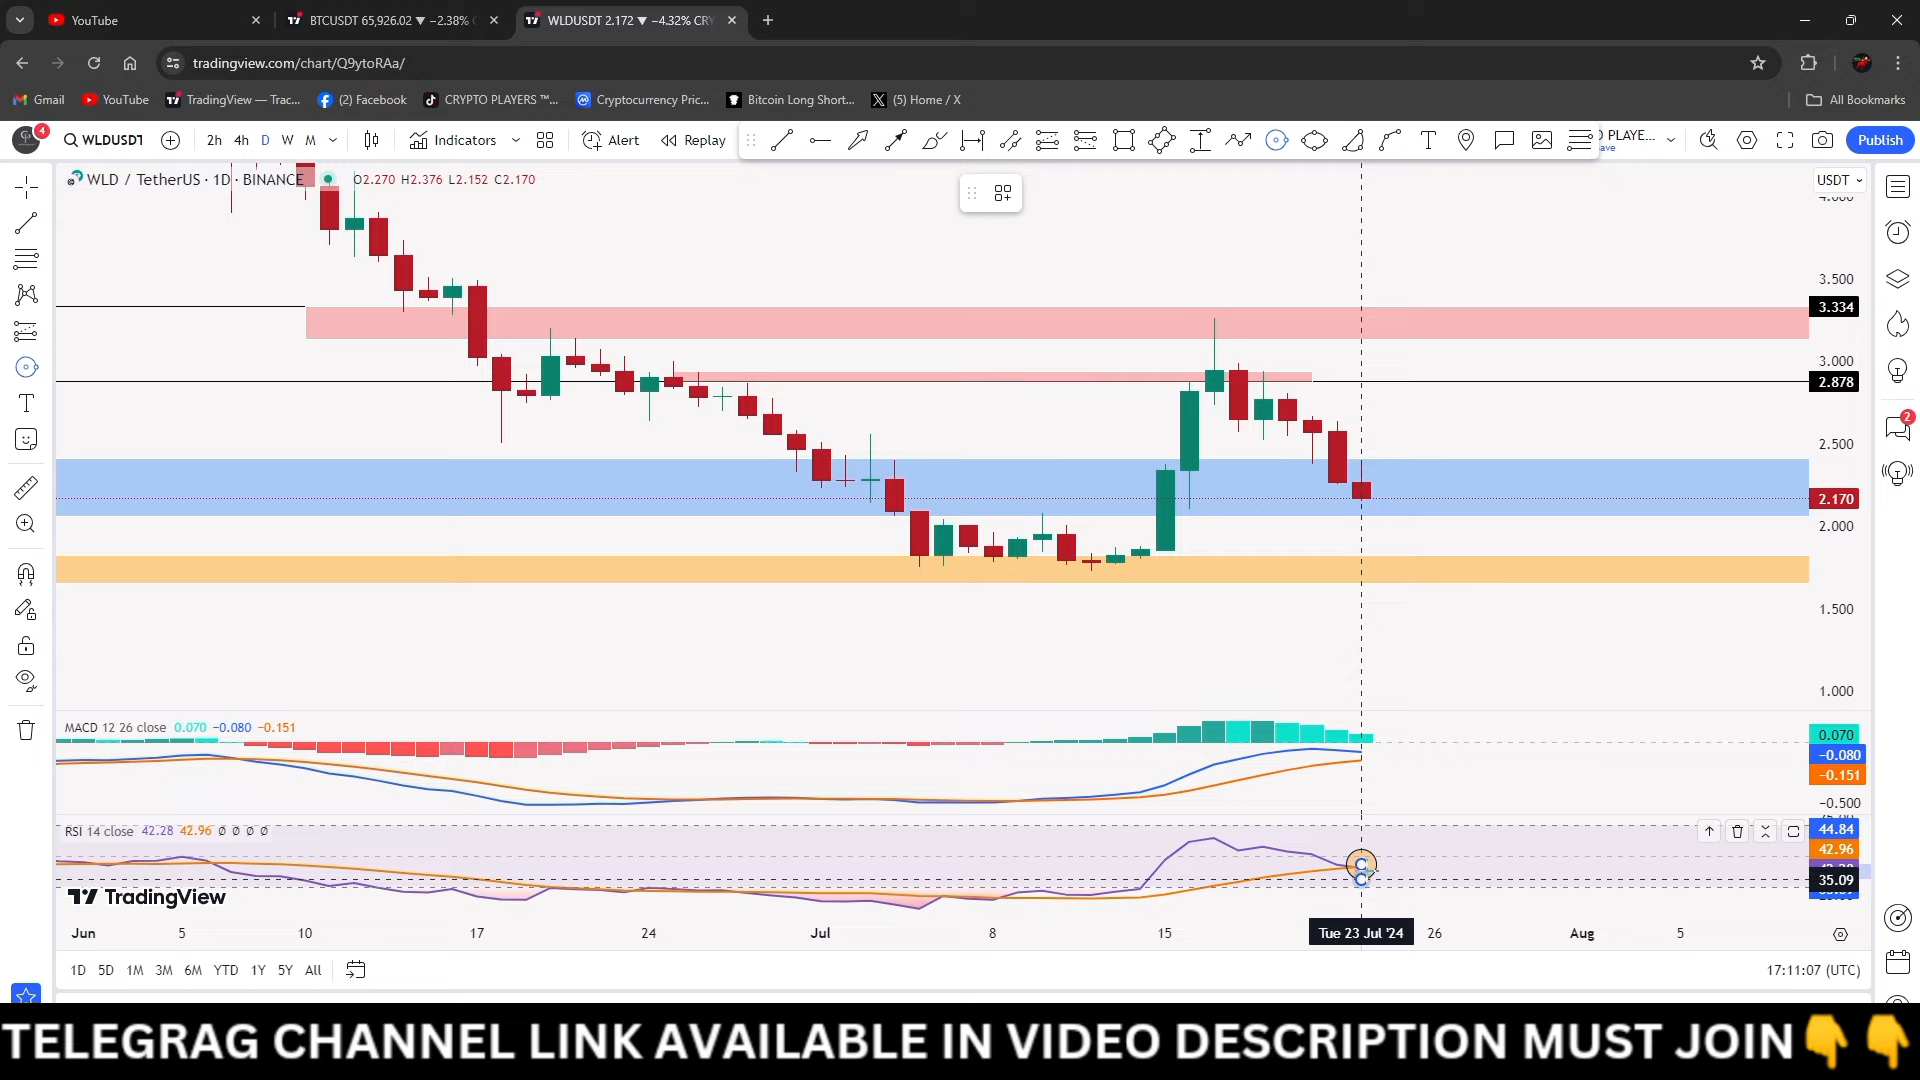 YouTube
BTCUSDT 65,926.02 ▼ −2.38% C
WLDUSDT 2.172 ▼ −4.32% CRY
tradingview.com/chart/Q9ytoRAa/
Gmail
YouTube
TradingView — Trac...
(2) Facebook
CRYPTO PLAYERS ™...
Cryptocurrency Pric...
Bitcoin Long Short...
(5) Home / X
All Bookmarks
4
WLDUSDT
2h
4h
D
W
M
Indicators
Alert
Replay
PLAYE...
ave
Publish
WLD / TetherUS · 1D · BINANCE
O2.270 H2.376 L2.152 C2.170
USDT
4.000
3.500
3.334
3.000
2.878
2.500
2.170
2.000
1.500
1.000
2
MACD 12 26 close 0.070 −0.080 −0.151
0.070
−0.080
−0.151
−0.500
RSI 14 close 42.28 42.96 Ø Ø Ø Ø
44.84
42.96
35.09
TradingView
Jun
5
10
17
24
Jul
8
15
Tue 23 Jul '24
26
Aug
5
1D
5D
1M
3M
6M
YTD
1Y
5Y
All
17:11:07 (UTC)
TELEGRAG CHANNEL LINK AVAILABLE IN VIDEO DESCRIPTION MUST JOIN👇👇